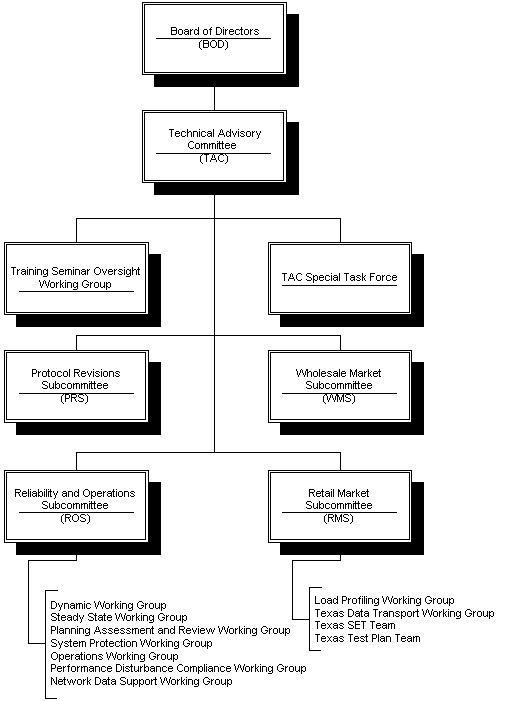 Board of Directors
(BOD)
Technical Advisory
Committee
(TAC)
Training Seminar Oversight
Working Group
TAC Special Task Force
Protocol Revisions
Subcommittee
(PRS)
Wholesale Market
Subcommittee
(WMS)
Reliability and Operations
Subcommittee
(ROS)
Retail Market
Subcommittee
(RMS)
Dynamic Working Group
Steady State Working Group
Planning Assessment and Review Working Group
System Protection Working Group
Operations Working Group
Performance Disturbance Compliance Working Group
Network Data Support Working Group
Load Profiling Working Group
Texas Data Transport Working Group
Texas SET Team
Texas Test Plan Team